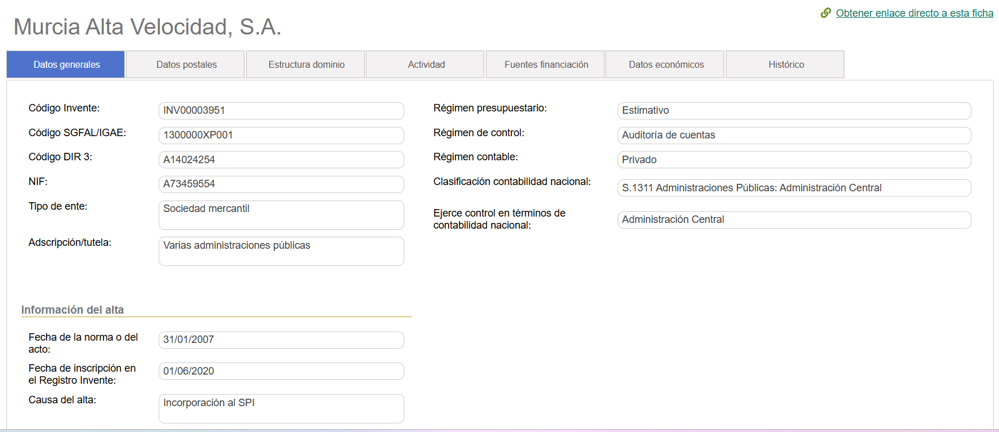 Obtener enlace directo a esta ficha
Murcia Alta Velocidad, S.A.
Datos generales
Datos postales
Estructura dominio
Actividad
Fuentes financiación
Datos económicos
Histórico
Código Invente:
INV00003951
Código SGFAL/IGAE:
1300000XP001
Código DIR 3:
A14024254
NIF:
A73459554
Tipo de ente:
Sociedad mercantil
Adscripción/tutela:
Varias administraciones públicas
Régimen presupuestario:
Estimativo
Régimen de control:
Auditoría de cuentas
Régimen contable:
Privado
Clasificación contabilidad nacional:
S.1311 Administraciones Públicas: Administración Central
Ejerce control en términos de
contabilidad nacional:
Administración Central
Información del alta
Fecha de la norma o del
acto:
31/01/2007
Fecha de inscripción en
el Registro Invente:
01/06/2020
Causa del alta:
Incorporación al SPI